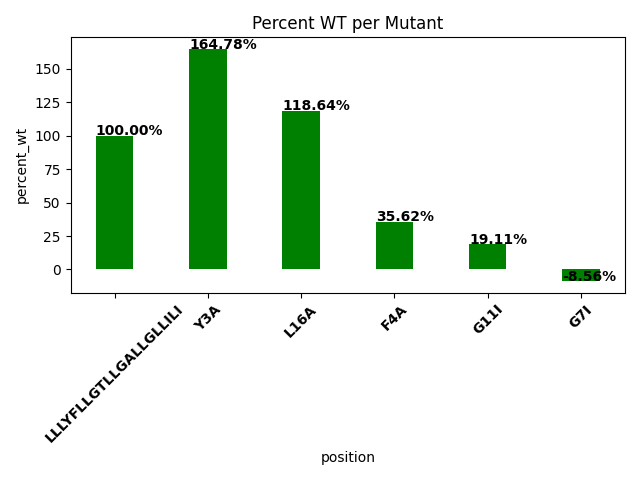 Percent WT per Mutant
percent_wt
150
125
100
75
50
25
0
100.00%
164.78%
118.64%
35.62%
19.11%
-8.56%
LLLYFLLGTLLGALLGLLILI
Y3A
L16A
F4A
G11I
G7I
position